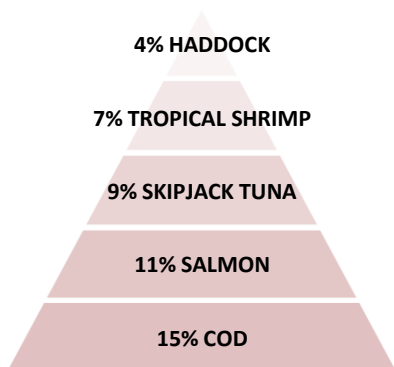 4% HADDOCK
7% TROPICAL SHRIMP
9% SKIPJACK TUNA
11% SALMON
15% COD